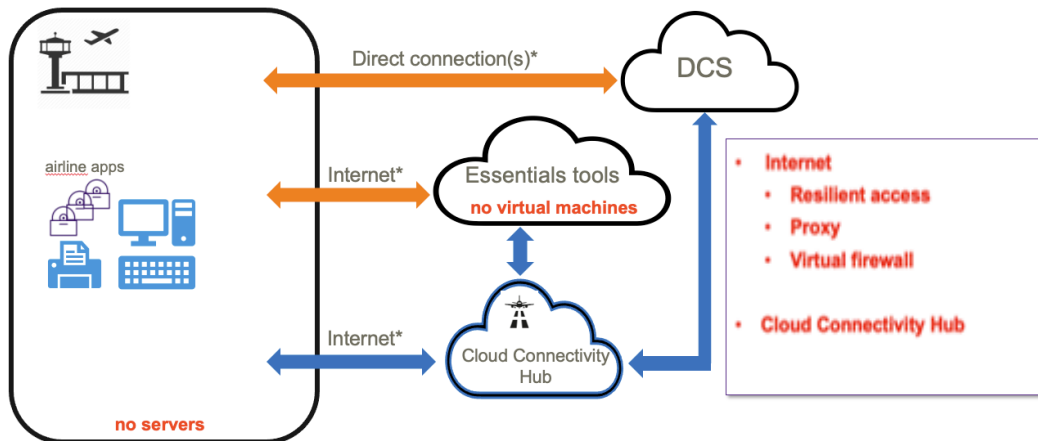 Direct connection(s)*
DCS
airline apps
Internet*
Essentials tools
no virtual machines
Internet*
Cloud Connectivity
Hub
no servers
• Internet
• Resilient access
• Proxy
• Virtual firewall
• Cloud Connectivity Hub